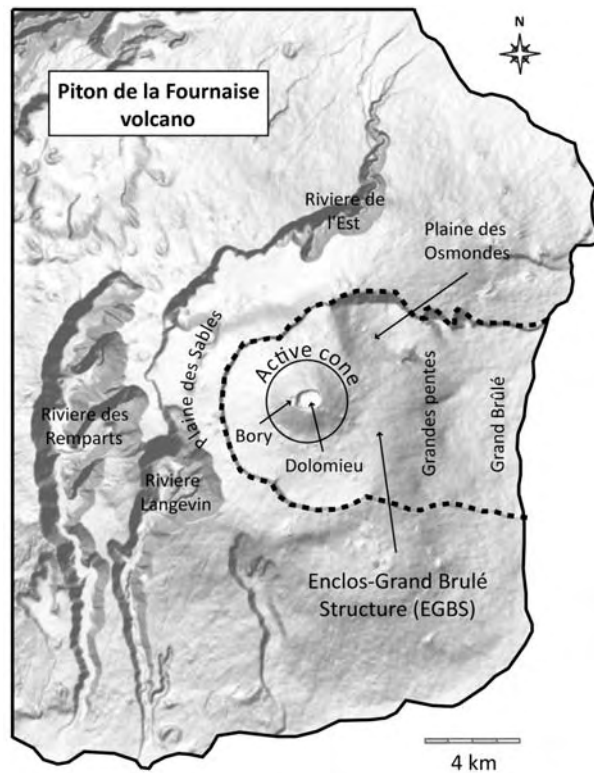 N
Piton de la Fournaise
volcano
Riviere de
l'Est
Plaine des
Osmondes
Plaine des Sables
Active cone
Riviere des
Remparts
Bory
Dolomieu
Grandes pentes
Grand Brûlé
Riviere
Langevin
Enclos-Grand Brulé
Structure (EGBS)
4 km